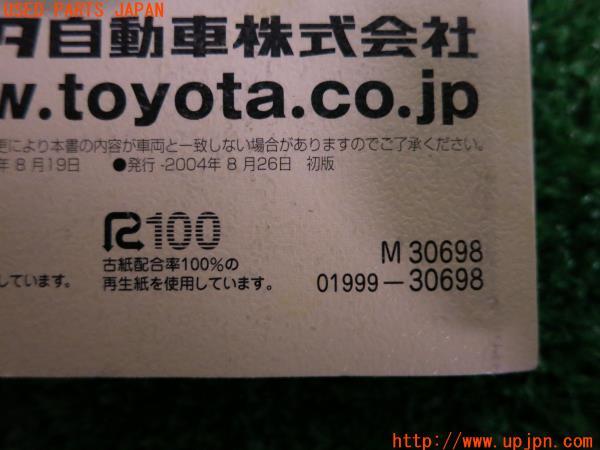 USED PARTS JAPAN
タ自動車株式会社
w.toyota.co.jp
更により本書の内容が車両と一致しない場合がありますのでご了承ください。
年 8 月19日 ●発行-2004年 8 月26日 初版
R100
古紙配合率100%の
再生紙を使用しています。
しています。
M 30698
01999-30698
http://www.upjpn.com/